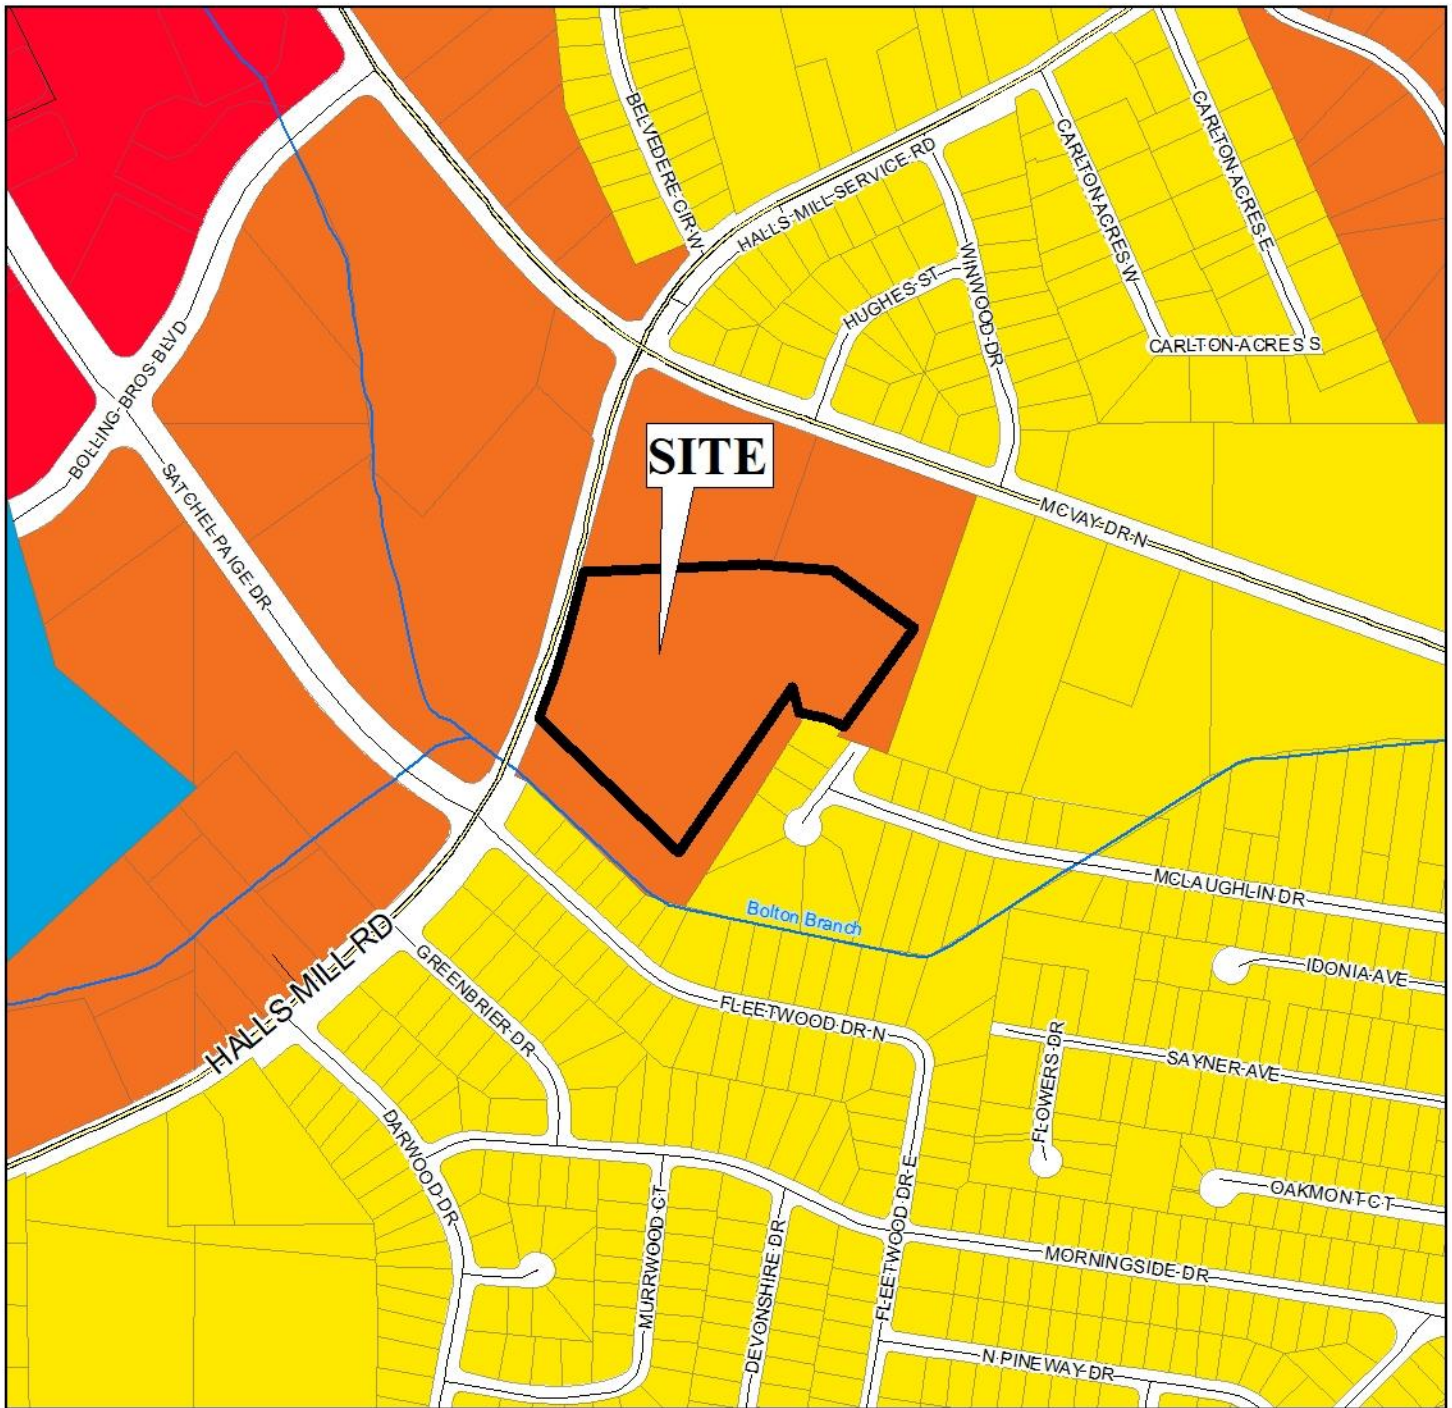 BELVEDERE CIR W
HALLS MILL SERVICE RD
CARLTON ACRES W
CARLTON ACRES E
WINWOOD DR
HUGHES ST
CARLTON ACRES S
BOLLING BROS BLVD
SATCHEL PAIGE DR
SITE
MCVAY DR N
MCLAUGHLIN DR
Bolton Branch
IDONIA AVE
HALLS MILL RD
GREENBRIER DR
FLEETWOOD DR N
FLOWERS DR
SAYNER AVE
DARWOOD DR
MURRWOOD CT
DEVONSHIRE DR
FLEETWOOD DR E
OAKMONT CT
MORNINGSIDE DR
N PINEWAY DR